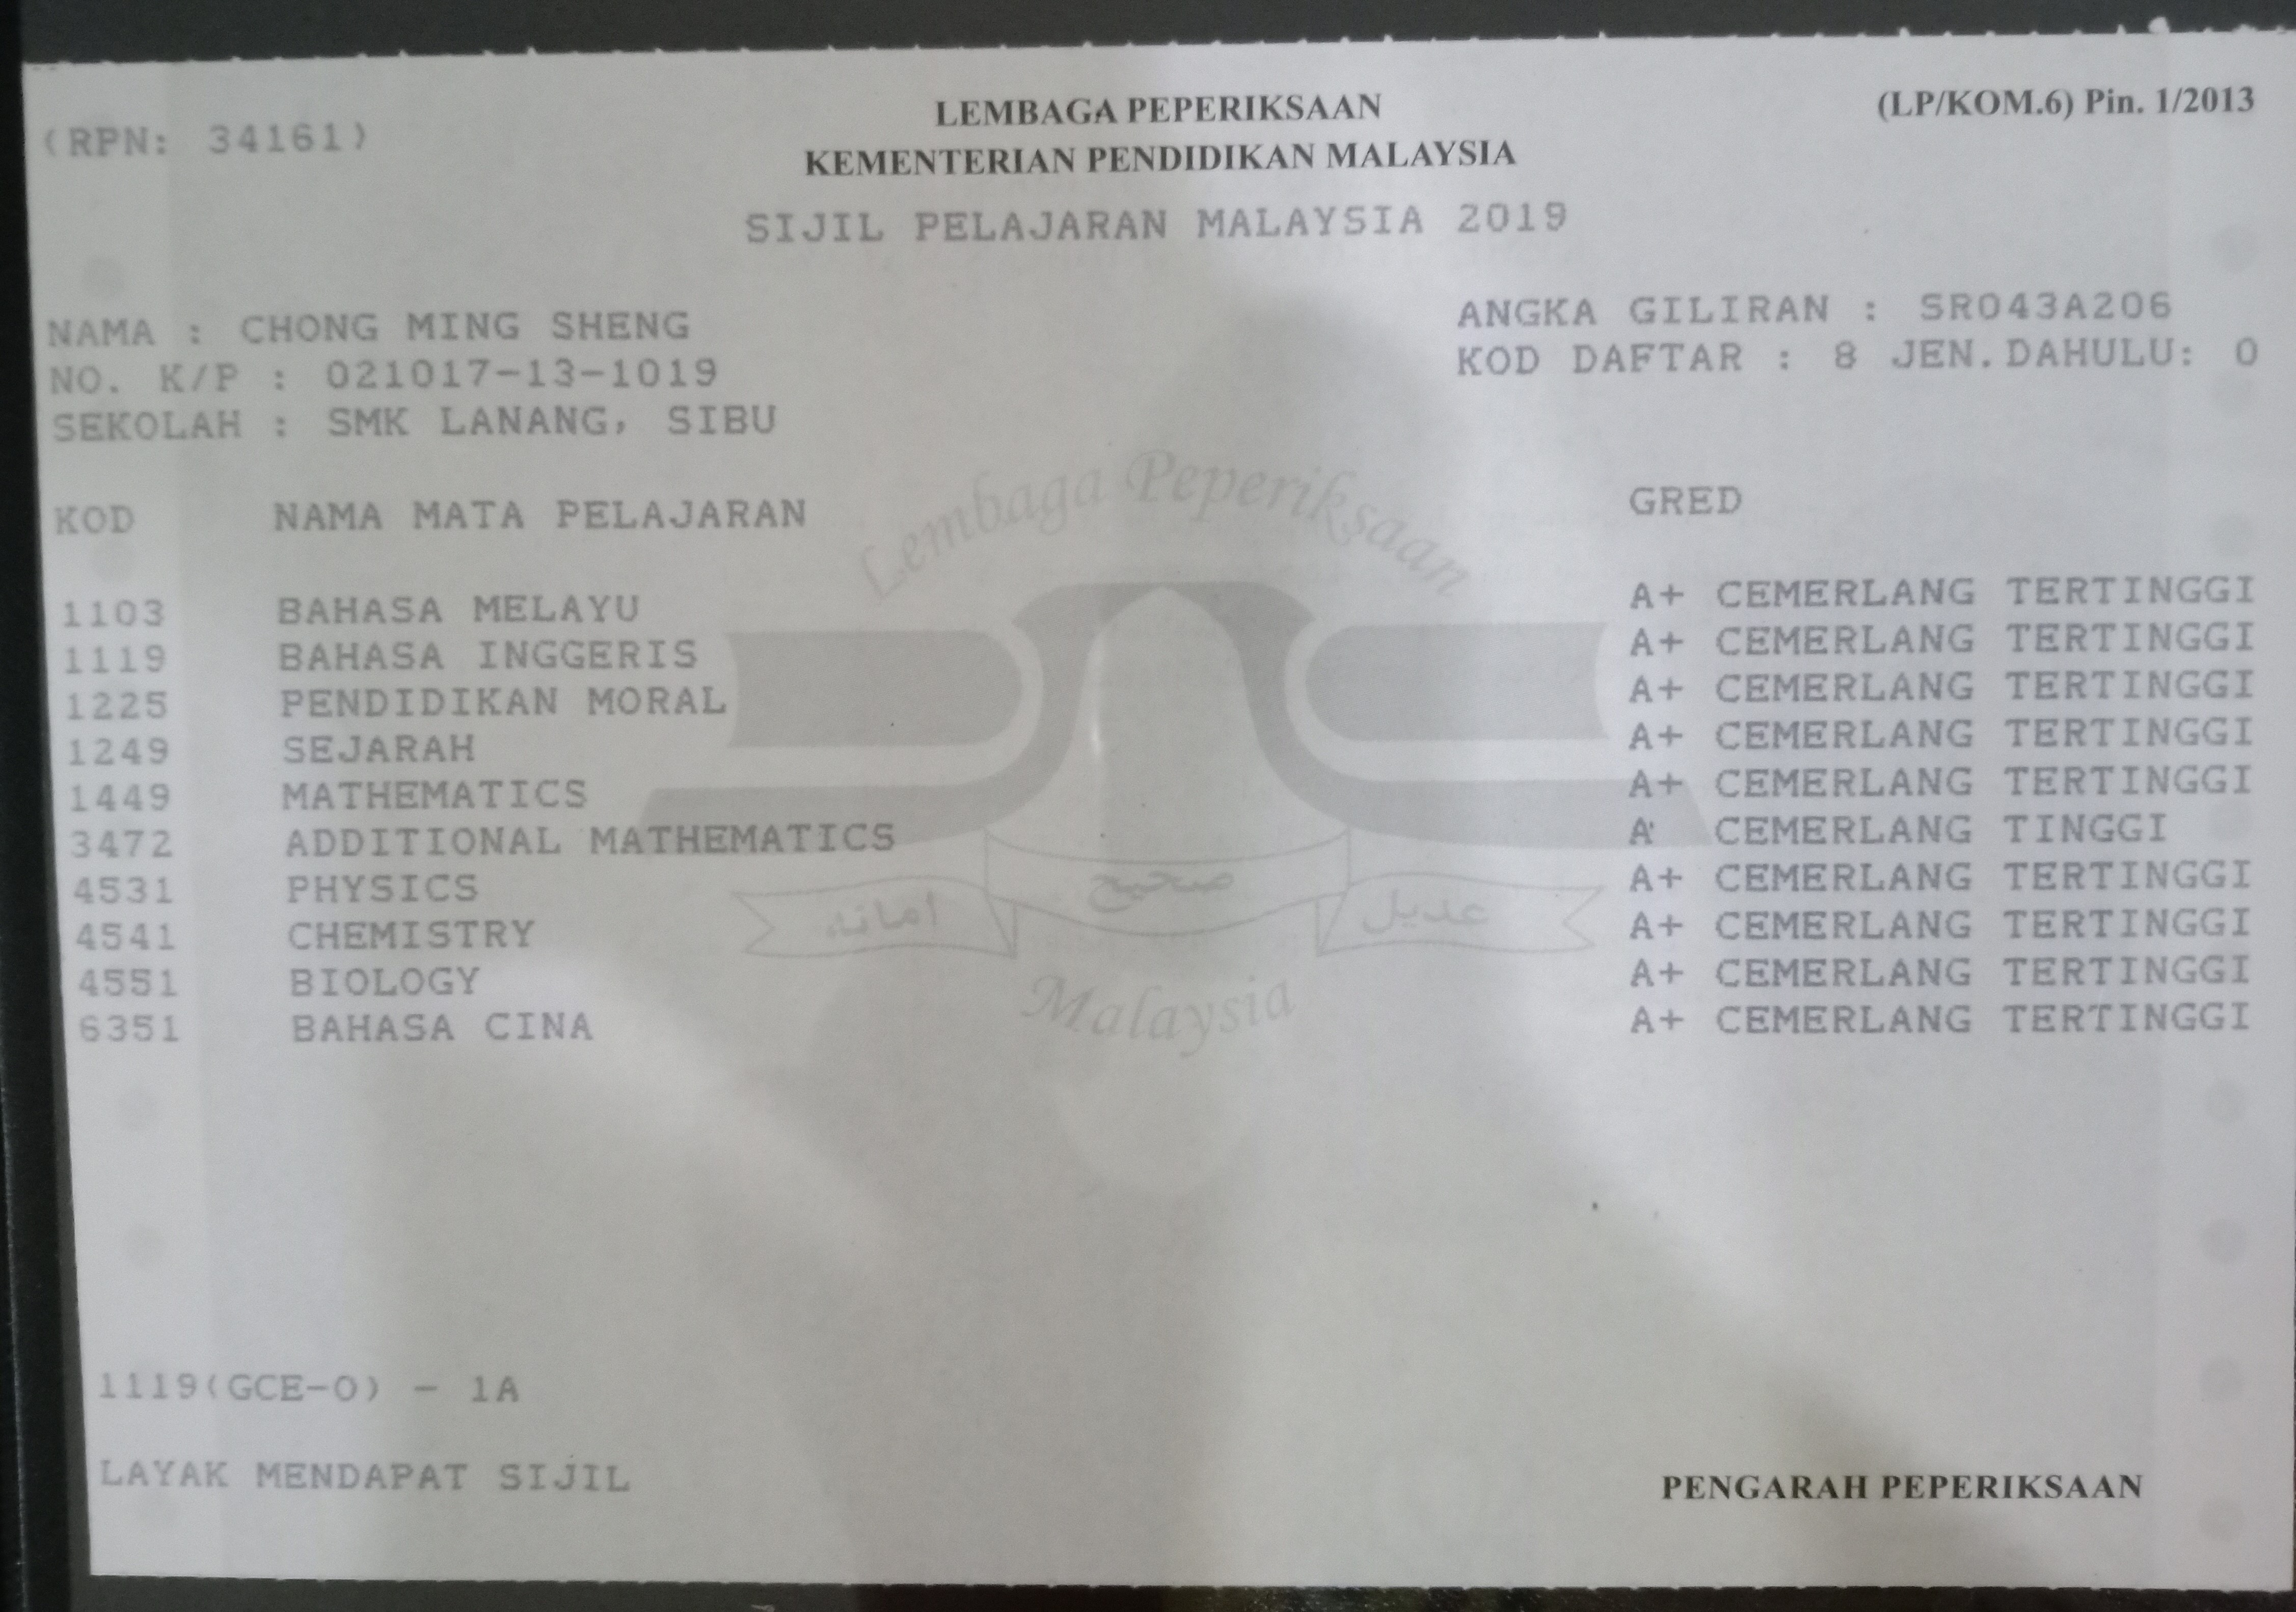 (RPN: 34161)
LEMBAGA PEPERIKSAAN
(LP/KOM.6) Pin. 1/2013
KEMENTERIAN PENDIDIKAN MALAYSIA
SIJIL PELAJARAN MALAYSIA 2019
NAMA : CHONG MING SHENG
ANGKA GILIRAN : SR043A206
NO. K/P : 021017-13-1019
KOD DAFTAR : 8 JEN.DAHULU: 0
SEKOLAH : SMK LANANG, SIBU
KOD NAMA MATA PELAJARAN GRED
1103 BAHASA MELAYU A+ CEMERLANG TERTINGGI
1119 BAHASA INGGERIS A+ CEMERLANG TERTINGGI
1225 PENDIDIKAN MORAL A+ CEMERLANG TERTINGGI
1249 SEJARAH A+ CEMERLANG TERTINGGI
1449 MATHEMATICS A+ CEMERLANG TERTINGGI
3472 ADDITIONAL MATHEMATICS A CEMERLANG TINGGI
4531 PHYSICS A+ CEMERLANG TERTINGGI
4541 CHEMISTRY A+ CEMERLANG TERTINGGI
4551 BIOLOGY A+ CEMERLANG TERTINGGI
6351 BAHASA CINA A+ CEMERLANG TERTINGGI
Lembaga Peperiksaan
عديل صحيح امانه
Malaysia
1119(GCE-O) - 1A
LAYAK MENDAPAT SIJIL
PENGARAH PEPERIKSAAN